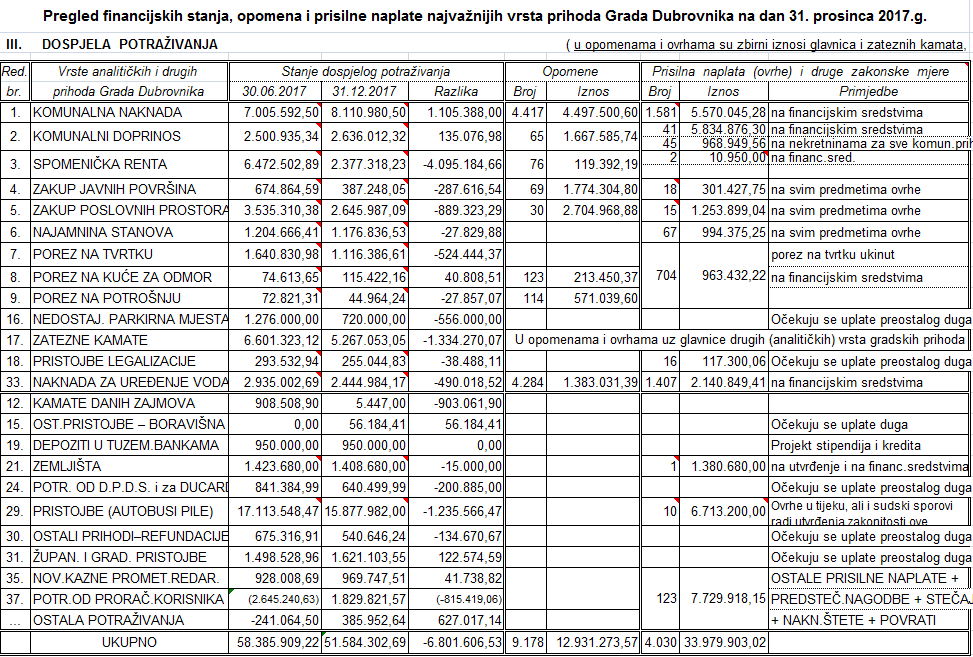 Pregled financijskih stanja, opomena i prisilne naplate najvažnijih vrsta prihoda Grada Dubrovnika na dan 31. prosinca 2017.g.
III. DOSPJELA POTRAŽIVANJA ( u opomenama i ovrhama su zbirni iznosi glavnica i zateznih kamata,
Red. Vrste analitičkih i drugih Stanje dospjelog potraživanja Opomene Prisilna naplata (ovrhe) i druge zakonske mjere
br. prihoda Grada Dubrovnika 30.06.2017 31.12.2017 Razlika Broj Iznos Broj Iznos Primjedbe
1. KOMUNALNA NAKNADA 7.005.592,50 8.110.980,50 1.105.388,00 4.417 4.497.500,60 1.581 5.570.045,28 na financijskim sredstvima
2. KOMUNALNI DOPRINOS 2.500.935,34 2.636.012,32 135.076,98 65 1.667.585,74 41 5.834.876,30 na financijskim sredstvima
45 968.949,56 na nekretninama za sve komun.pri
3. SPOMENIČKA RENTA 6.472.502,89 2.377.318,23 -4.095.184,66 76 119.392,19 2 10.950,00 na financ.sred.
4. ZAKUP JAVNIH POVRŠINA 674.864,59 387.248,05 -287.616,54 69 1.774.304,80 18 301.427,75 na svim predmetima ovrhe
5. ZAKUP POSLOVNIH PROSTORA 3.535.310,38 2.645.987,09 -889.323,29 30 2.704.968,88 15 1.253.899,04 na svim predmetima ovrhe
6. NAJAMNINA STANOVA 1.204.666,41 1.176.836,53 -27.829,88 67 994.375,25 na svim predmetima ovrhe
7. POREZ NA TVRTKU 1.640.830,98 1.116.386,61 -524.444,37 porez na tvrtku ukinut
8. POREZ NA KUĆE ZA ODMOR 74.613,65 115.422,16 40.808,51 123 213.450,37 704 963.432,22 na financijskim sredstvima
9. POREZ NA POTROŠNJU 72.821,31 44.964,24 -27.857,07 114 571.039,60
16. NEDOSTAJ. PARKIRNA MJESTA 1.276.000,00 720.000,00 -556.000,00 Očekuju se uplate preostalog duga
17. ZATEZNE KAMATE 6.601.323,12 5.267.053,05 -1.334.270,07 U opomenama i ovrhama uz glavnice drugih (analitičkih) vrsta gradskih prihoda
18. PRISTOJBE LEGALIZACIJE 293.532,94 255.044,83 -38.488,11 16 117.300,06 Očekuju se uplate preostalog duga
33. NAKNADA ZA UREĐENJE VODA 2.935.002,69 2.444.984,17 -490.018,52 4.284 1.383.031,39 1.407 2.140.849,41 na financijskim sredstvima
12. KAMATE DANIH ZAJMOVA 908.508,90 5.447,00 -903.061,90
15. OST.PRISTOJBE – BORAVIŠNA 0,00 56.184,41 56.184,41 Očekuju se uplate duga
19. DEPOZITI U TUZEM.BANKAMA 950.000,00 950.000,00 0,00 Projekt stipendija i kredita
21. ZEMLJIŠTA 1.423.680,00 1.408.680,00 -15.000,00 1 1.380.680,00 na utvrđenje i na financ.sredstvima
24. POTR. OD D.P.D.S. i za DUCARD 841.384,99 640.499,99 -200.885,00 Očekuju se uplate preostalog duga
29. PRISTOJBE (AUTOBUSI PILE) 17.113.548,47 15.877.982,00 -1.235.566,47 10 6.713.200,00 Ovrhe u tijeku, ali i sudski sporovi
radi utvrđenja zakonitosti ove
30. OSTALI PRIHODI–REFUNDACIJE 675.316,91 540.646,24 -134.670,67 Očekuju se uplate preostalog duga
31. ŽUPAN. I GRAD. PRISTOJBE 1.498.528,96 1.621.103,55 122.574,59 Očekuju se uplate preostalog duga
35. NOV.KAZNE PROMET.REDAR. 928.008,69 969.747,51 41.738,82 OSTALE PRISILNE NAPLATE +
37. POTR.OD PRORAČ.KORISNIKA (2.645.240,63) 1.829.821,57 (-815.419,06) 123 7.729.918,15 PREDSTEČ.NAGODBE + STEČAJ
... OSTALA POTRAŽIVANJA -241.064,50 385.952,64 627.017,14 + NAKN.ŠTETE + POVRATI
UKUPNO 58.385.909,22 51.584.302,69 -6.801.606,53 9.178 12.931.273,57 4.030 33.979.903,02